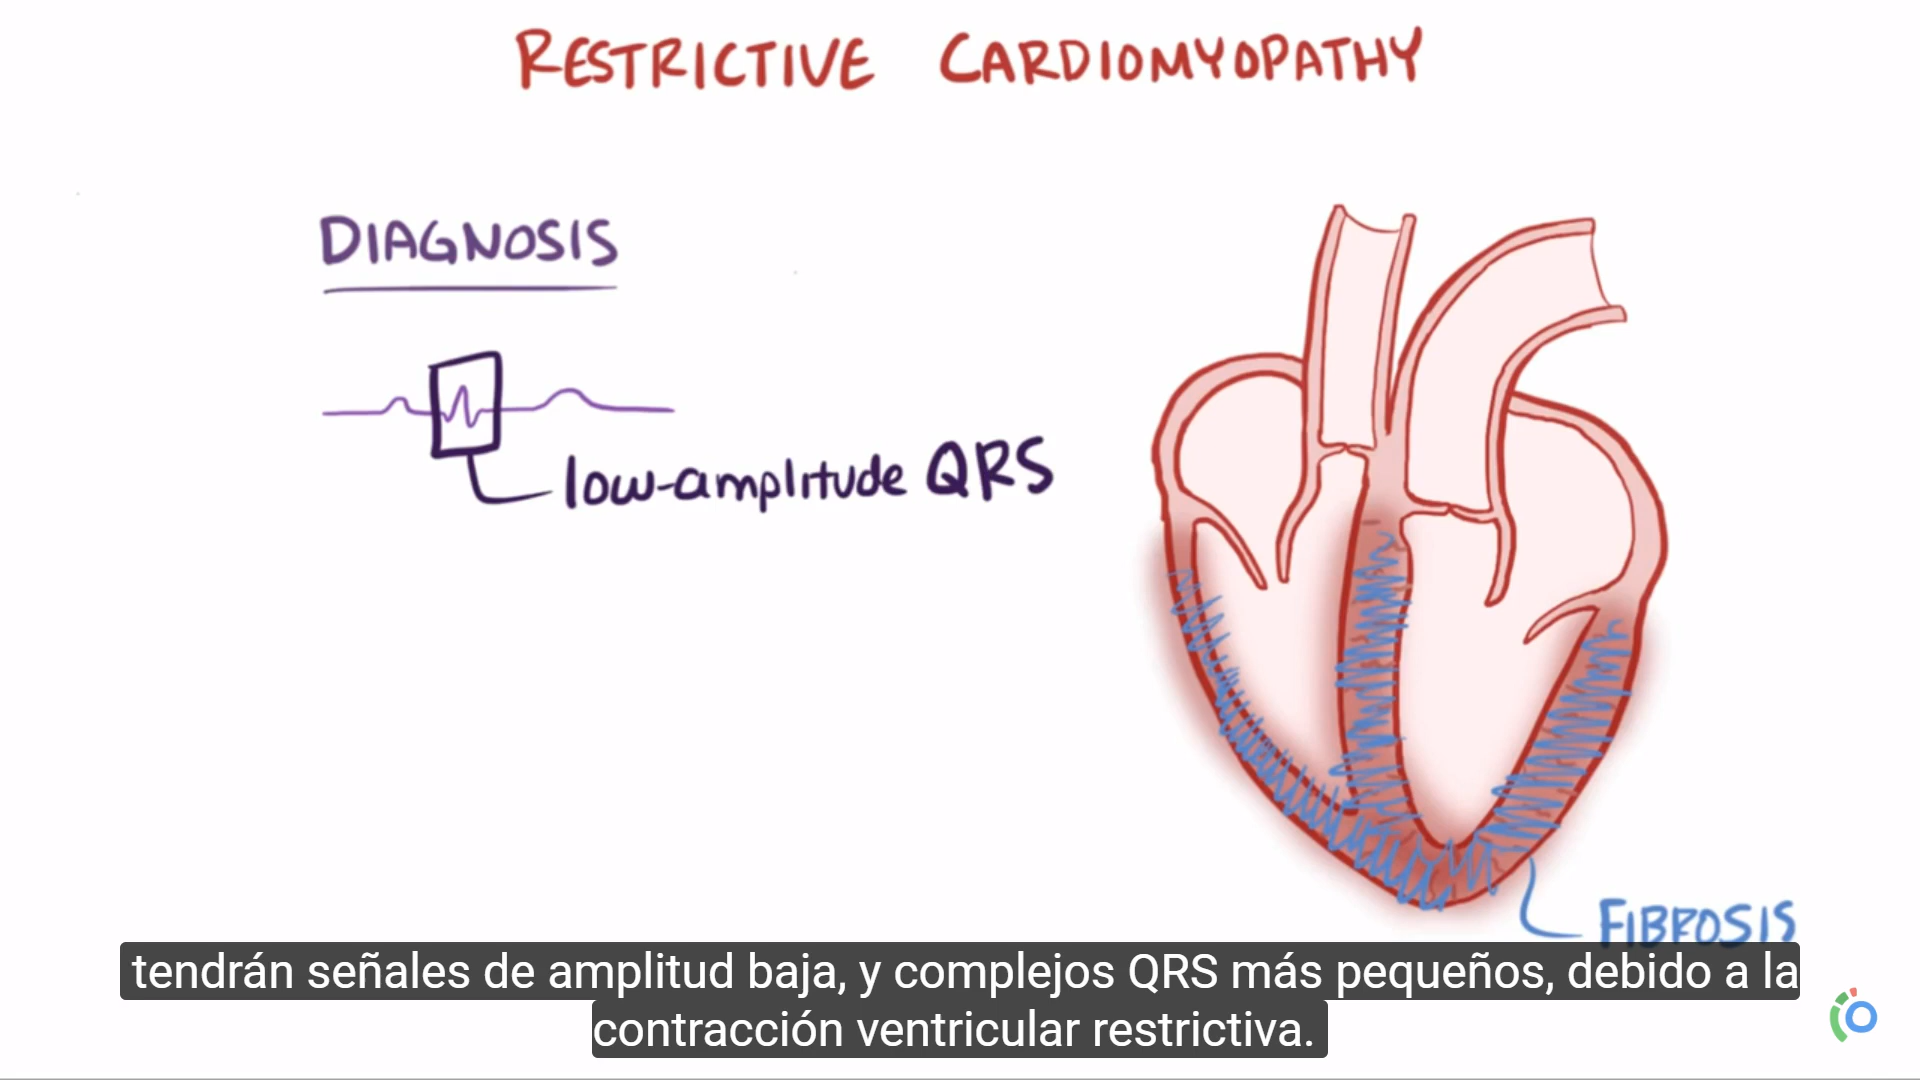 RESTRICTIVE CARDIOMYOPATHY
DIAGNOSIS
low-amplitude QRS
FIBROSIS
tendrán señales de amplitud baja, y complejos QRS más pequeños, debido a la
contracción ventricular restrictiva.